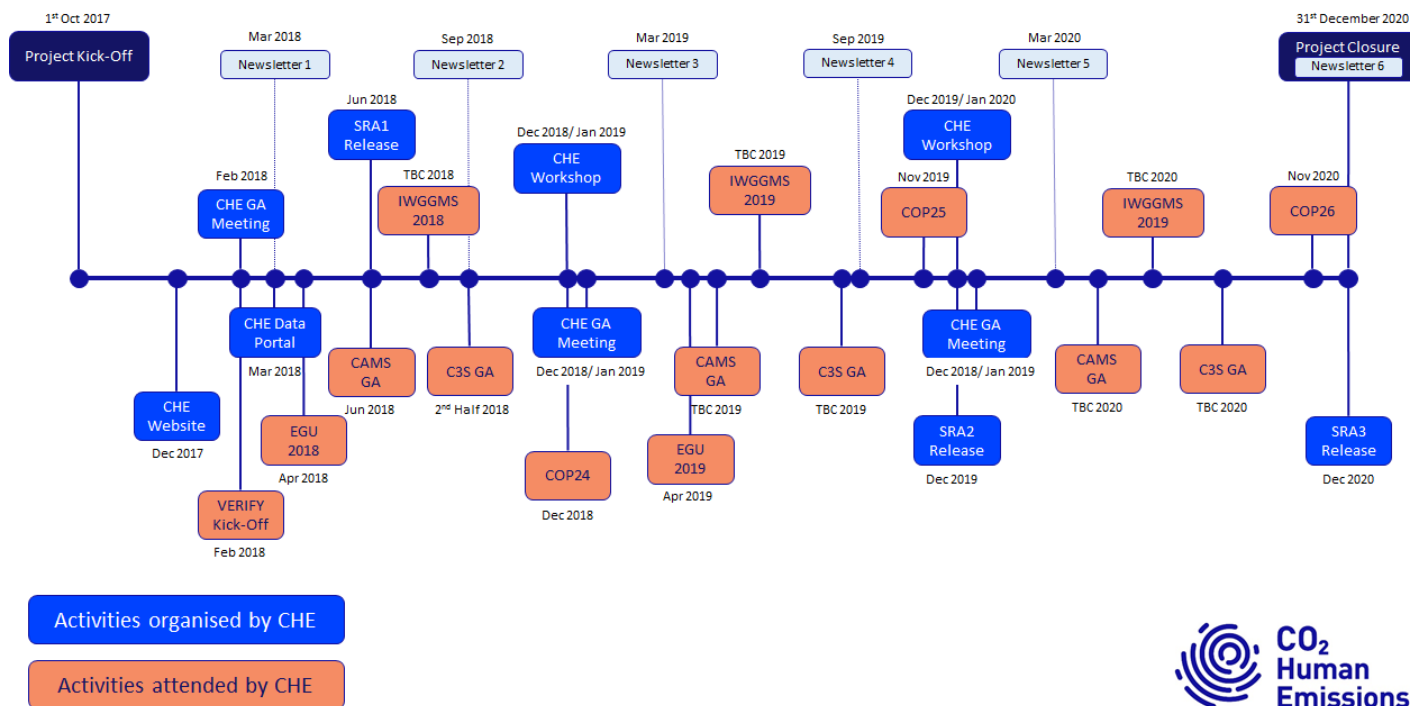 1st Oct 2017
Project Kick-Off
Mar 2018
Newsletter 1
Sep 2018
Newsletter 2
Mar 2019
Newsletter 3
Sep 2019
Newsletter 4
Mar 2020
Newsletter 5
31st December 2020
Project Closure
Newsletter 6
Feb 2018
CHE GA
Meeting
Jun 2018
SRA1
Release
TBC 2018
IWGGMS
2018
Dec 2018/ Jan 2019
CHE
Workshop
TBC 2019
IWGGMS
2019
Nov 2019
COP25
Dec 2019/ Jan 2020
CHE
Workshop
TBC 2020
IWGGMS
2019
Nov 2020
COP26
CHE
Website
Dec 2017
VERIFY
Kick-Off
Feb 2018
CHE Data
Portal
Mar 2018
EGU
2018
Apr 2018
CAMS
GA
Jun 2018
C3S GA
2nd Half 2018
CHE GA
Meeting
Dec 2018/ Jan 2019
COP24
Dec 2018
CAMS
GA
TBC 2019
EGU
2019
Apr 2019
C3S GA
TBC 2019
CHE GA
Meeting
Dec 2018/ Jan 2019
SRA2
Release
Dec 2019
CAMS
GA
TBC 2020
C3S GA
TBC 2020
SRA3
Release
Dec 2020
Activities organised by CHE
Activities attended by CHE
CO₂
Human
Emissions